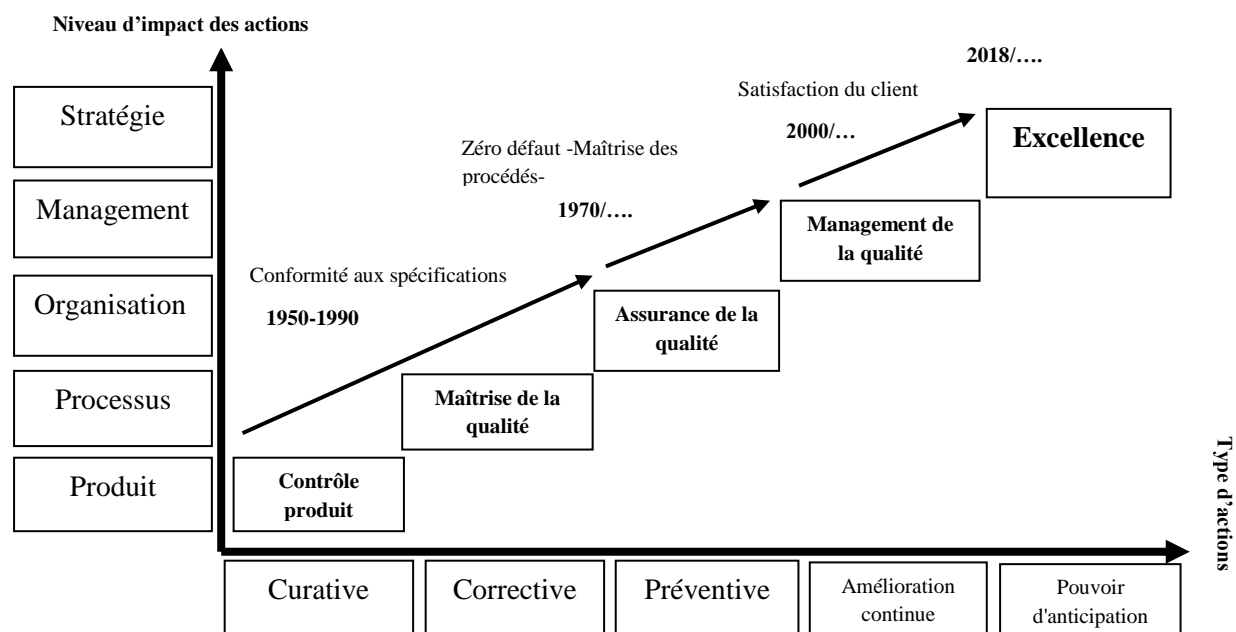 Niveau d'impact des actions
2018/….
Satisfaction du client
2000/…
Stratégie
Excellence
Zéro défaut -Maîtrise des
procédés-
1970/….
Management
Management de
la qualité
Conformité aux spécifications
1950-1990
Organisation
Assurance de la
qualité
Processus
Maîtrise de la
qualité
Produit
Contrôle
produit
Type d'actions
Curative
Corrective
Préventive
Amélioration
continue
Pouvoir
d'anticipation